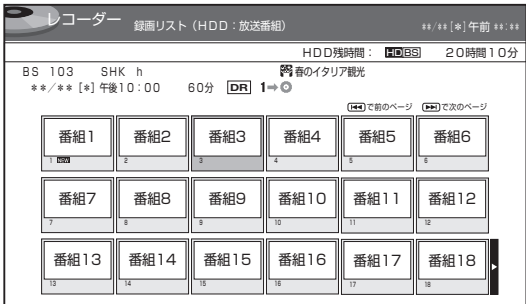 レコーダー 録画リスト（HDD：放送番組） **/**[*]午前 **:**
HDD残時間： HD BS 20時間10分
BS 103 SHK h 春のイタリア観光
**/** [*] 午後10:00 60分 DR 1➡
⏮で前のページ ⏭で次のページ
番組1 番組2 番組3 番組4 番組5 番組6
1 NEW 2 3 4 5 6
番組7 番組8 番組9 番組10 番組11 番組12
7 8 9 10 11 12
番組13 番組14 番組15 番組16 番組17 番組18
13 14 15 16 17 18